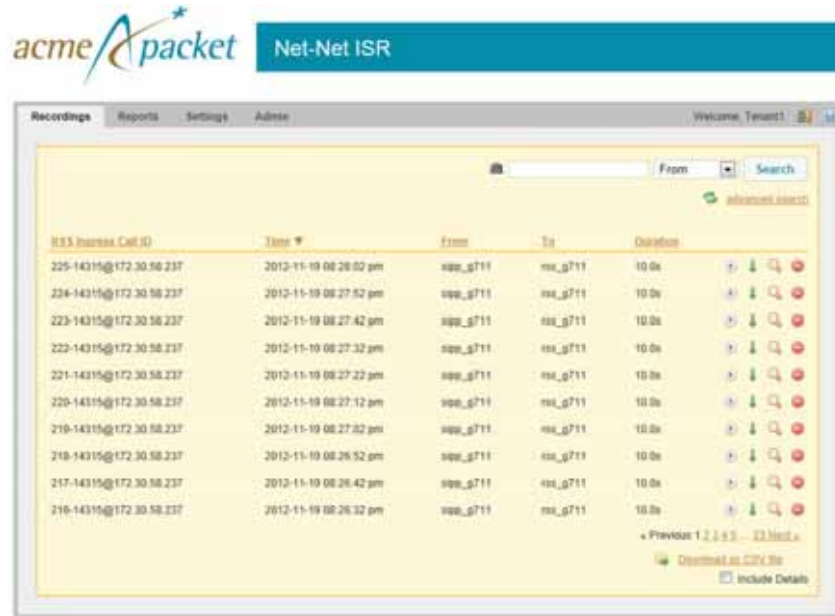 acme packet
Net-Net ISR
Recordings Reports Settings Admin Welcome, Tenant1
From Search
advanced search
RSS Ingress Call ID Time ▼ From To Duration
225-14315@172.30.58.237 2012-11-19 08:28:02 pm sipp_g711 rss_g711 10.0s
224-14315@172.30.58.237 2012-11-19 08:27:52 pm sipp_g711 rss_g711 10.0s
223-14315@172.30.58.237 2012-11-19 08:27:42 pm sipp_g711 rss_g711 10.0s
222-14315@172.30.58.237 2012-11-19 08:27:32 pm sipp_g711 rss_g711 10.0s
221-14315@172.30.58.237 2012-11-19 08:27:22 pm sipp_g711 rss_g711 10.0s
220-14315@172.30.58.237 2012-11-19 08:27:12 pm sipp_g711 rss_g711 10.0s
219-14315@172.30.58.237 2012-11-19 08:27:02 pm sipp_g711 rss_g711 10.0s
218-14315@172.30.58.237 2012-11-19 08:26:52 pm sipp_g711 rss_g711 10.0s
217-14315@172.30.58.237 2012-11-19 08:26:42 pm sipp_g711 rss_g711 10.0s
216-14315@172.30.58.237 2012-11-19 08:26:32 pm sipp_g711 rss_g711 10.0s
« Previous 1 2 3 4 5 ... 23 Next »
Download as CSV file
Include Details